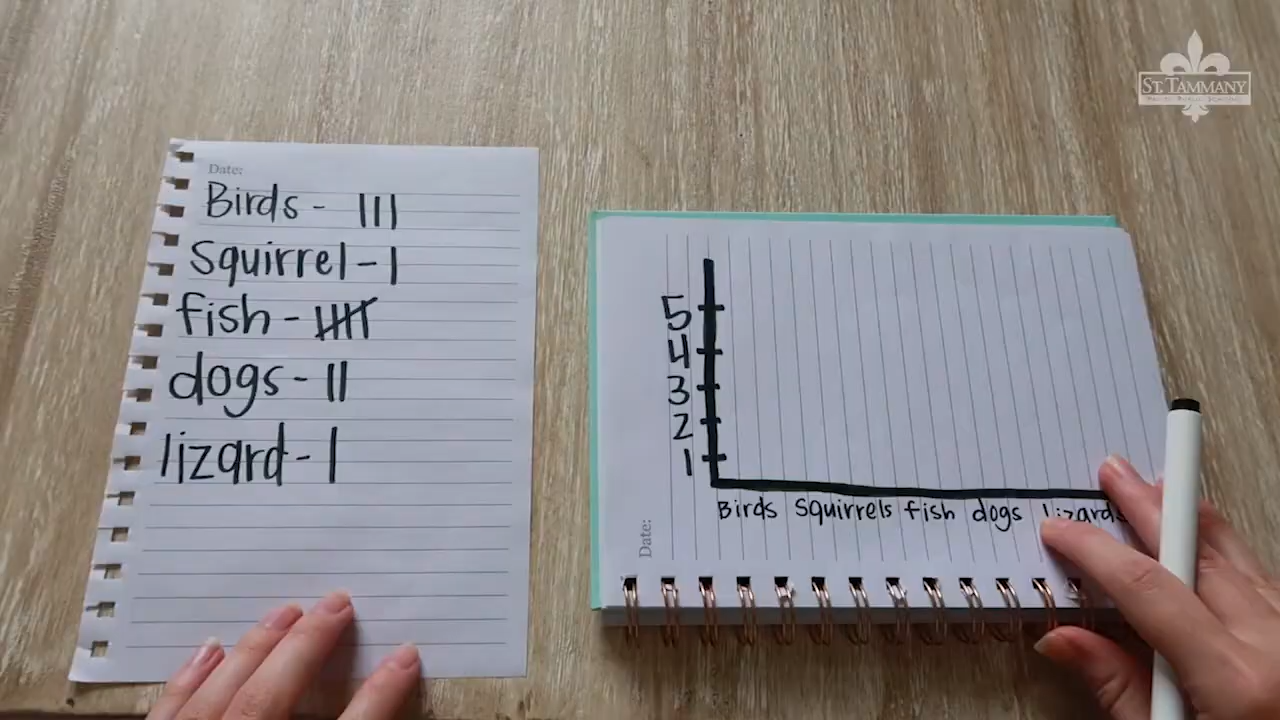 Date:
Birds - III
Squirrel - I
fish - 卌
dogs - II
lizard - I
5
4
3
2
1
Birds Squirrels fish dogs lizards
Date:
ST. TAMMANY